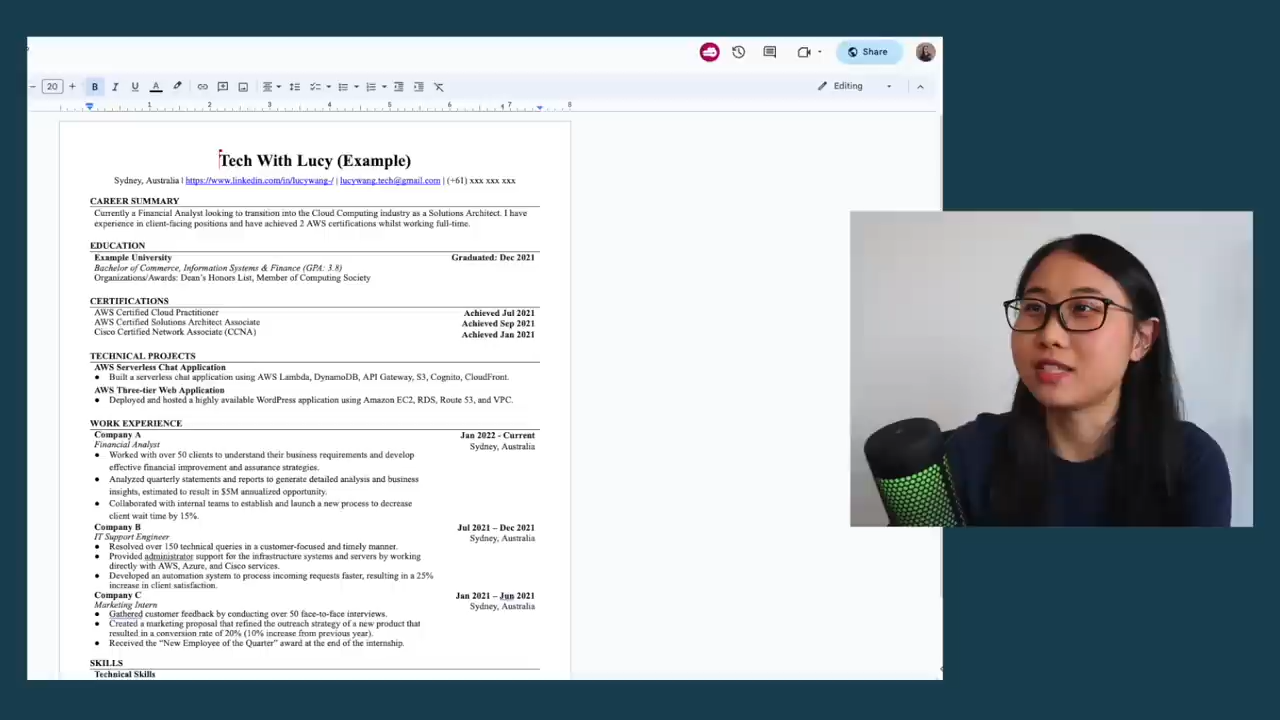 Share
20
B
I
U
A
Editing
1
2
3
4
5
6
7
8
Tech With Lucy (Example)
Sydney, Australia | https://www.linkedin.com/in/lucywang-/ | lucywang.tech@gmail.com | (+61) xxx xxx xxx
CAREER SUMMARY
Currently a Financial Analyst looking to transition into the Cloud Computing industry as a Solutions Architect. I have
experience in client-facing positions and have achieved 2 AWS certifications whilst working full-time.
EDUCATION
Example University Graduated: Dec 2021
Bachelor of Commerce, Information Systems & Finance (GPA: 3.8)
Organizations/Awards: Dean's Honors List, Member of Computing Society
CERTIFICATIONS
AWS Certified Cloud Practitioner Achieved Jul 2021
AWS Certified Solutions Architect Associate Achieved Sep 2021
Cisco Certified Network Associate (CCNA) Achieved Jan 2021
TECHNICAL PROJECTS
AWS Serverless Chat Application
● Built a serverless chat application using AWS Lambda, DynamoDB, API Gateway, S3, Cognito, CloudFront.
AWS Three-tier Web Application
● Deployed and hosted a highly available WordPress application using Amazon EC2, RDS, Route 53, and VPC.
WORK EXPERIENCE
Company A Jan 2022 - Current
Financial Analyst Sydney, Australia
● Worked with over 50 clients to understand their business requirements and develop
effective financial improvement and assurance strategies.
● Analyzed quarterly statements and reports to generate detailed analysis and business
insights, estimated to result in $5M annualized opportunity.
● Collaborated with internal teams to establish and launch a new process to decrease
client wait time by 15%.
Company B Jul 2021 – Dec 2021
IT Support Engineer Sydney, Australia
● Resolved over 150 technical queries in a customer-focused and timely manner.
● Provided administrator support for the infrastructure systems and servers by working
directly with AWS, Azure, and Cisco services.
● Developed an automation system to process incoming requests faster, resulting in a 25%
increase in client satisfaction.
Company C Jan 2021 – Jun 2021
Marketing Intern Sydney, Australia
● Gathered customer feedback by conducting over 50 face-to-face interviews.
● Created a marketing proposal that refined the outreach strategy of a new product that
resulted in a conversion rate of 20% (10% increase from previous year).
● Received the “New Employee of the Quarter” award at the end of the internship.
SKILLS
Technical Skills